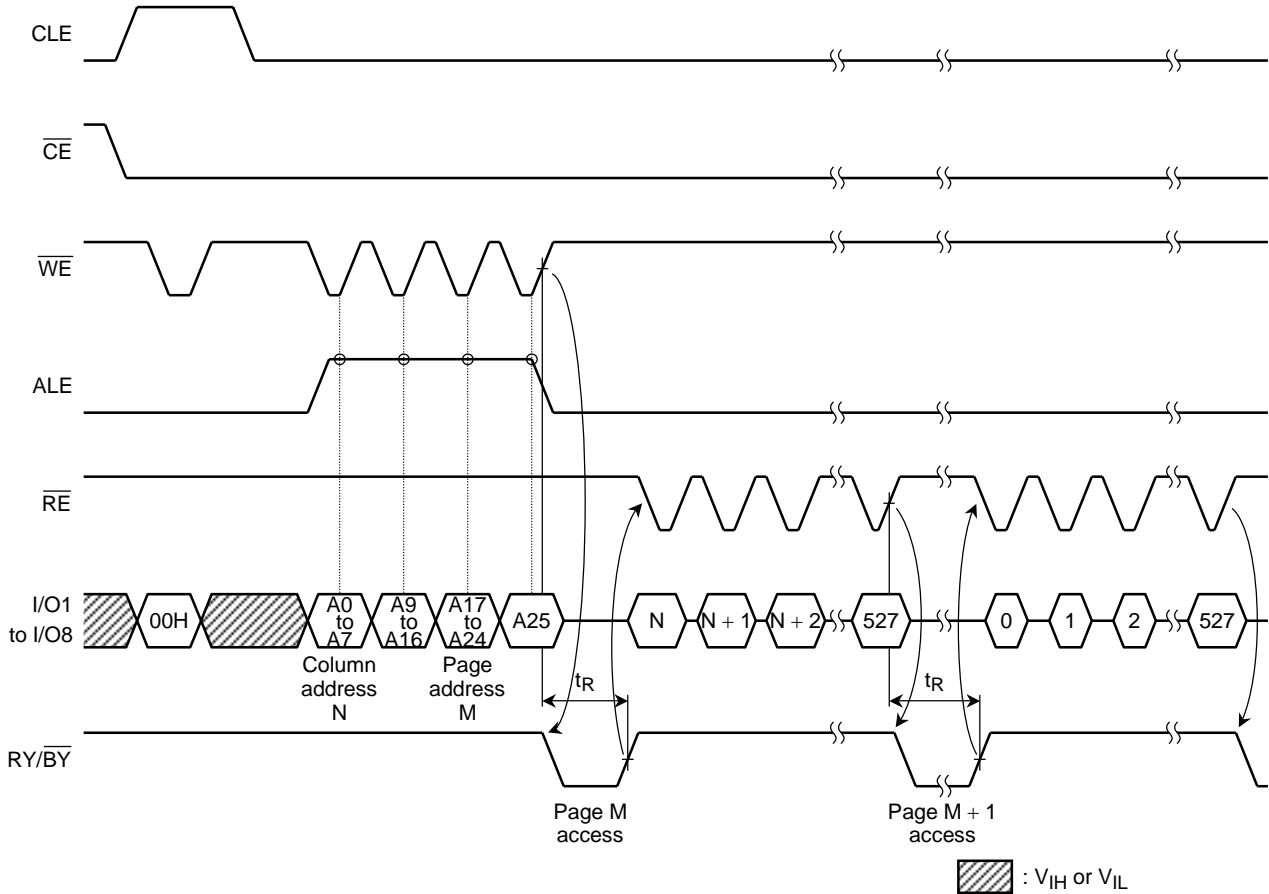 CLE
CE
WE
ALE
RE
I/O1
to I/O8
00H
A0
to
A7
A9
to
A16
A17
to
A24
A25
N
N + 1
N + 2
527
0
1
2
527
Column
address
N
Page
address
M
tR
tR
RY/BY
Page M
access
Page M + 1
access
: VIH or VIL